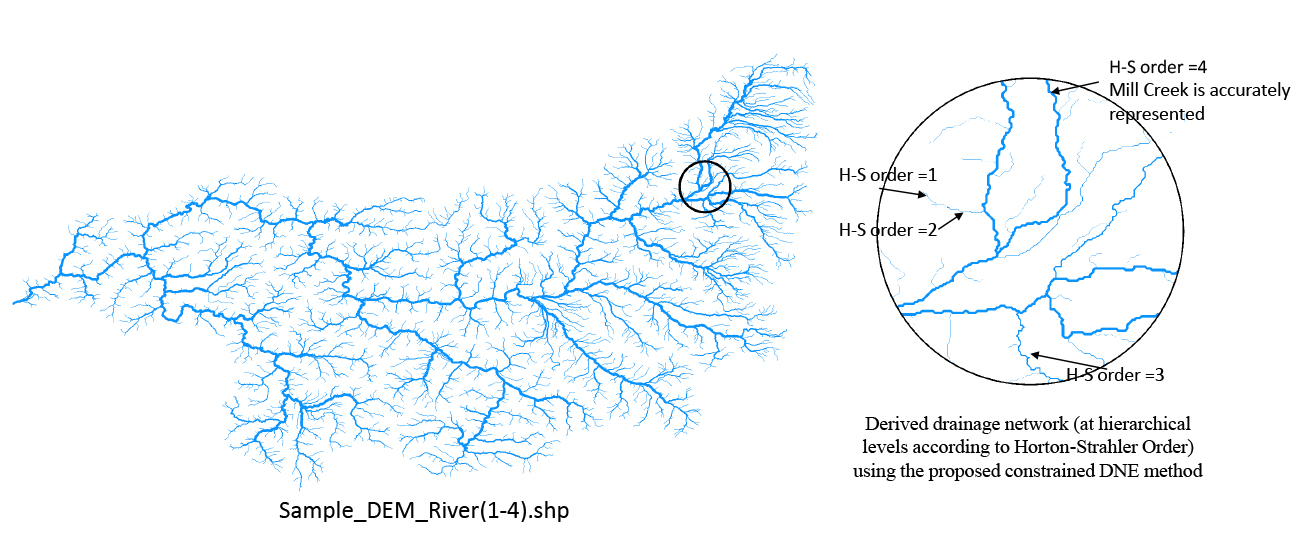 H-S order =4
Mill Creek is accurately
represented
H-S order =1
H-S order =2
H-S order =3
Derived drainage network (at hierarchical
levels according to Horton-Strahler Order)
using the proposed constrained DNE method
Sample_DEM_River(1-4).shp